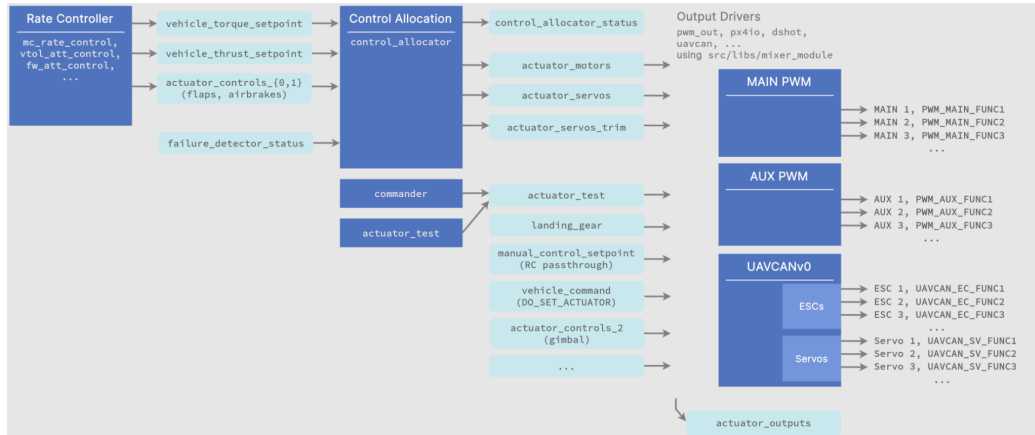 Rate Controller
mc_rate_control,
vtol_att_control,
fw_att_control,
...
vehicle_torque_setpoint
vehicle_thrust_setpoint
actuator_controls_{0,1}
(flaps, airbrakes)
failure_detector_status
Control Allocation
control_allocator
commander
actuator_test
control_allocator_status
actuator_motors
actuator_servos
actuator_servos_trim
actuator_test
landing_gear
manual_control_setpoint
(RC passthrough)
vehicle_command
(DO_SET_ACTUATOR)
actuator_controls_2
(gimbal)
...
Output Drivers
pwm_out, px4io, dshot,
uavcan, ...
using src/libs/mixer_module
MAIN PWM
MAIN 1, PWM_MAIN_FUNC1
MAIN 2, PWM_MAIN_FUNC2
MAIN 3, PWM_MAIN_FUNC3
...
AUX PWM
AUX 1, PWM_AUX_FUNC1
AUX 2, PWM_AUX_FUNC2
AUX 3, PWM_AUX_FUNC3
...
UAVCANv0
ESCs
ESC 1, UAVCAN_EC_FUNC1
ESC 2, UAVCAN_EC_FUNC2
ESC 3, UAVCAN_EC_FUNC3
...
Servos
Servo 1, UAVCAN_SV_FUNC1
Servo 2, UAVCAN_SV_FUNC2
Servo 3, UAVCAN_SV_FUNC3
...
actuator_outputs